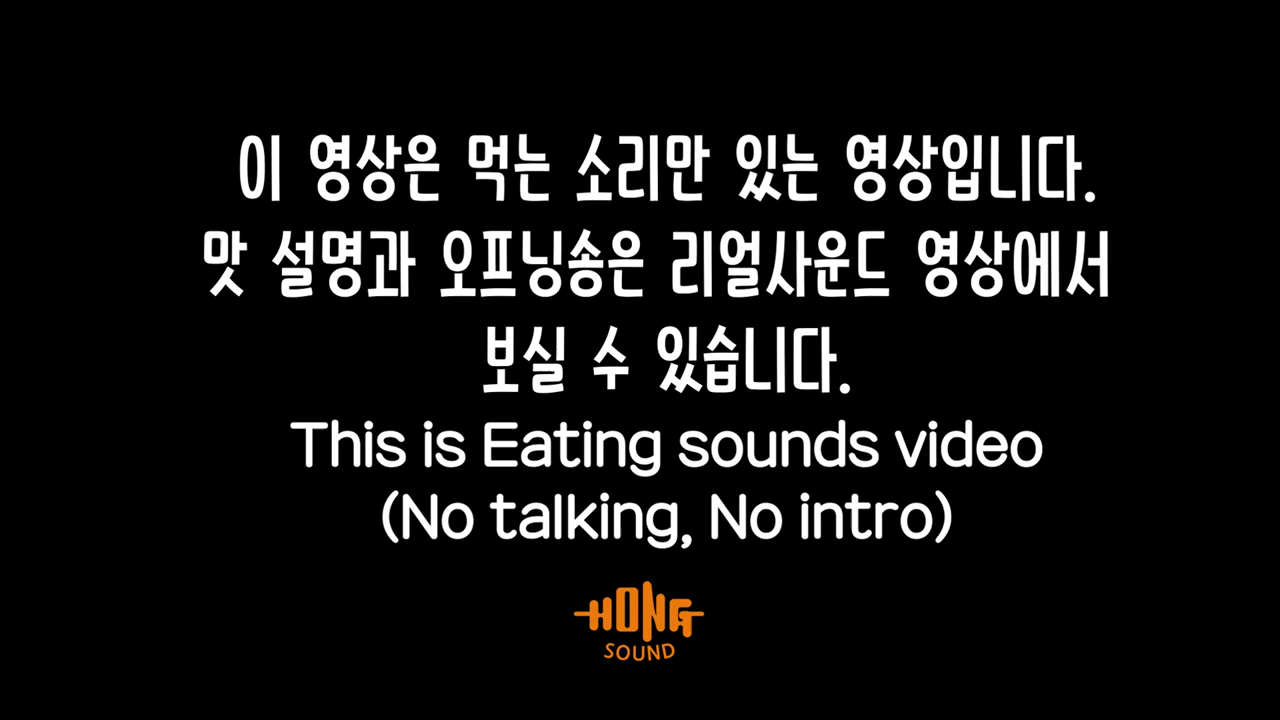 이 영상은 먹는 소리만 있는 영상입니다.
맛 설명과 오프닝송은 리얼사운드 영상에서
보실 수 있습니다.
This is Eating sounds video
(No talking, No intro)
HONG
SOUND